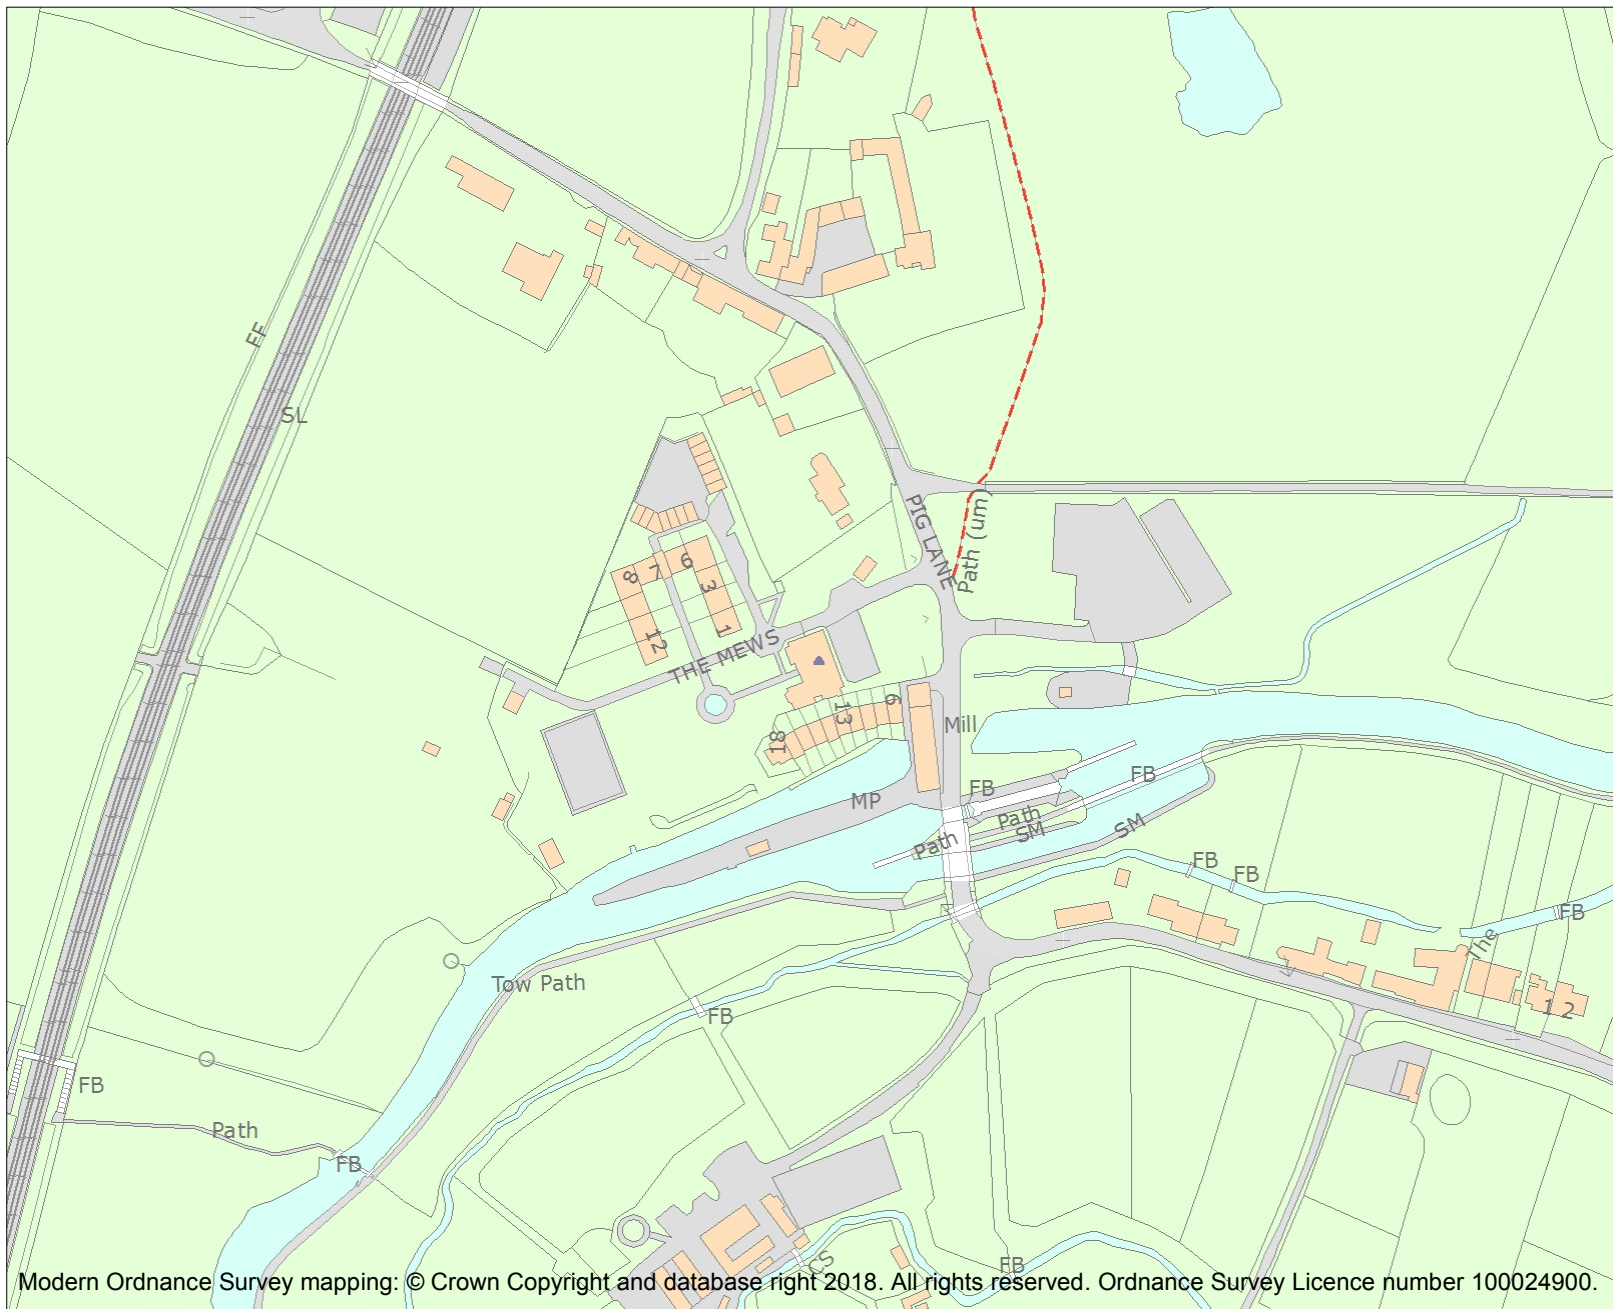 FF
SL
PIG LANE
Path (um)
8
7
6
3
1
12
THE MEWS
13
6
18
Mill
MP
FB
FB
Path
Path
SM
SM
FB
FB
FB
The
1 2
Tow Path
FB
FB
Path
FB
CS
FB
Modern Ordnance Survey mapping: © Crown Copyright and database right 2018. All rights reserved. Ordnance Survey Licence number 100024900.